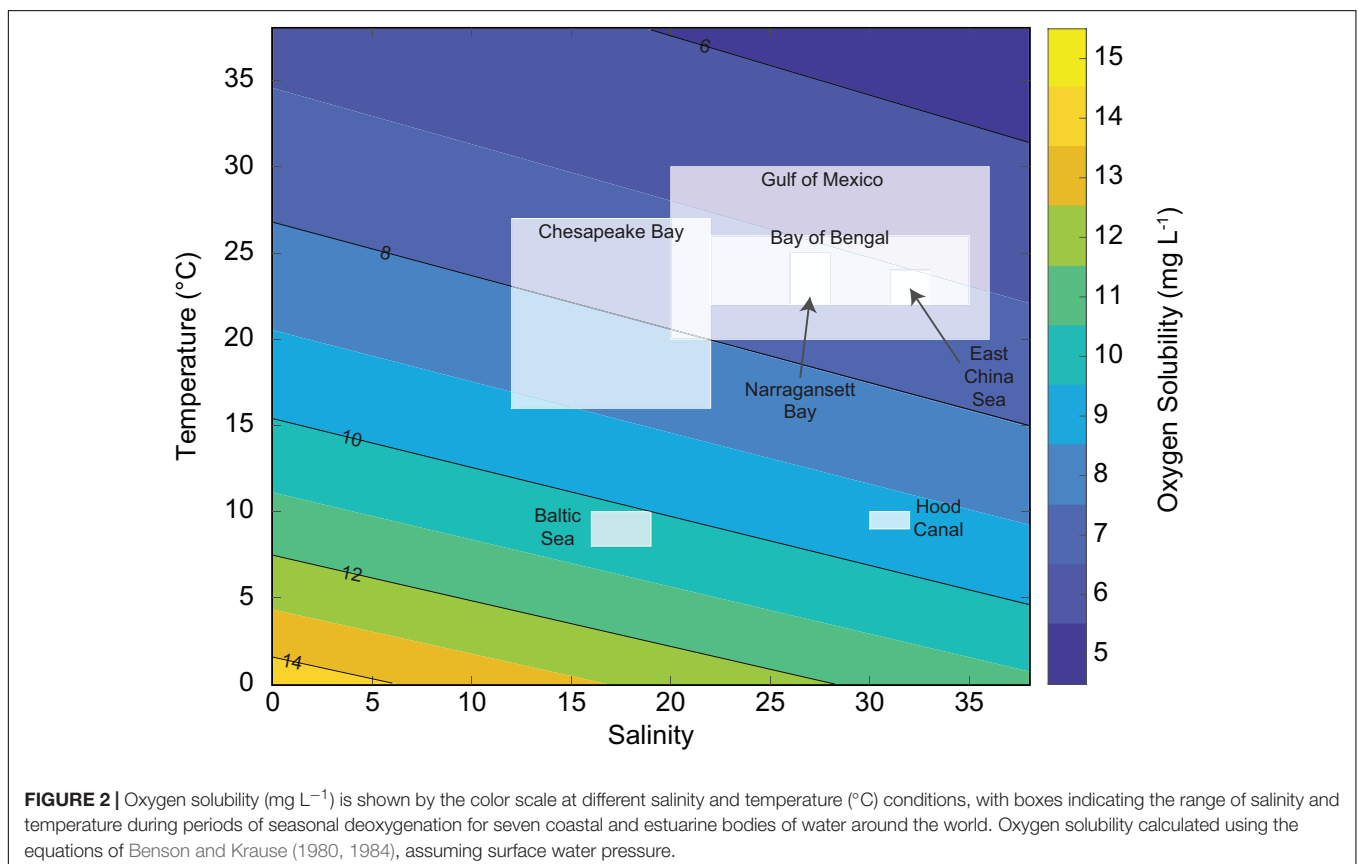 6
8
10
12
14
Gulf of Mexico
Chesapeake Bay
Bay of Bengal
Narragansett
Bay
East
China
Sea
Baltic
Sea
Hood
Canal
35
30
25
20
15
10
5
0
Temperature (°C)
0 5 10 15 20 25 30 35
Salinity
15
14
13
12
11
10
9
8
7
6
5
Oxygen Solubility (mg L⁻¹)
FIGURE 2 | Oxygen solubility (mg L−1) is shown by the color scale at different salinity and temperature (°C) conditions, with boxes indicating the range of salinity and
temperature during periods of seasonal deoxygenation for seven coastal and estuarine bodies of water around the world. Oxygen solubility calculated using the
equations of Benson and Krause (1980, 1984), assuming surface water pressure.